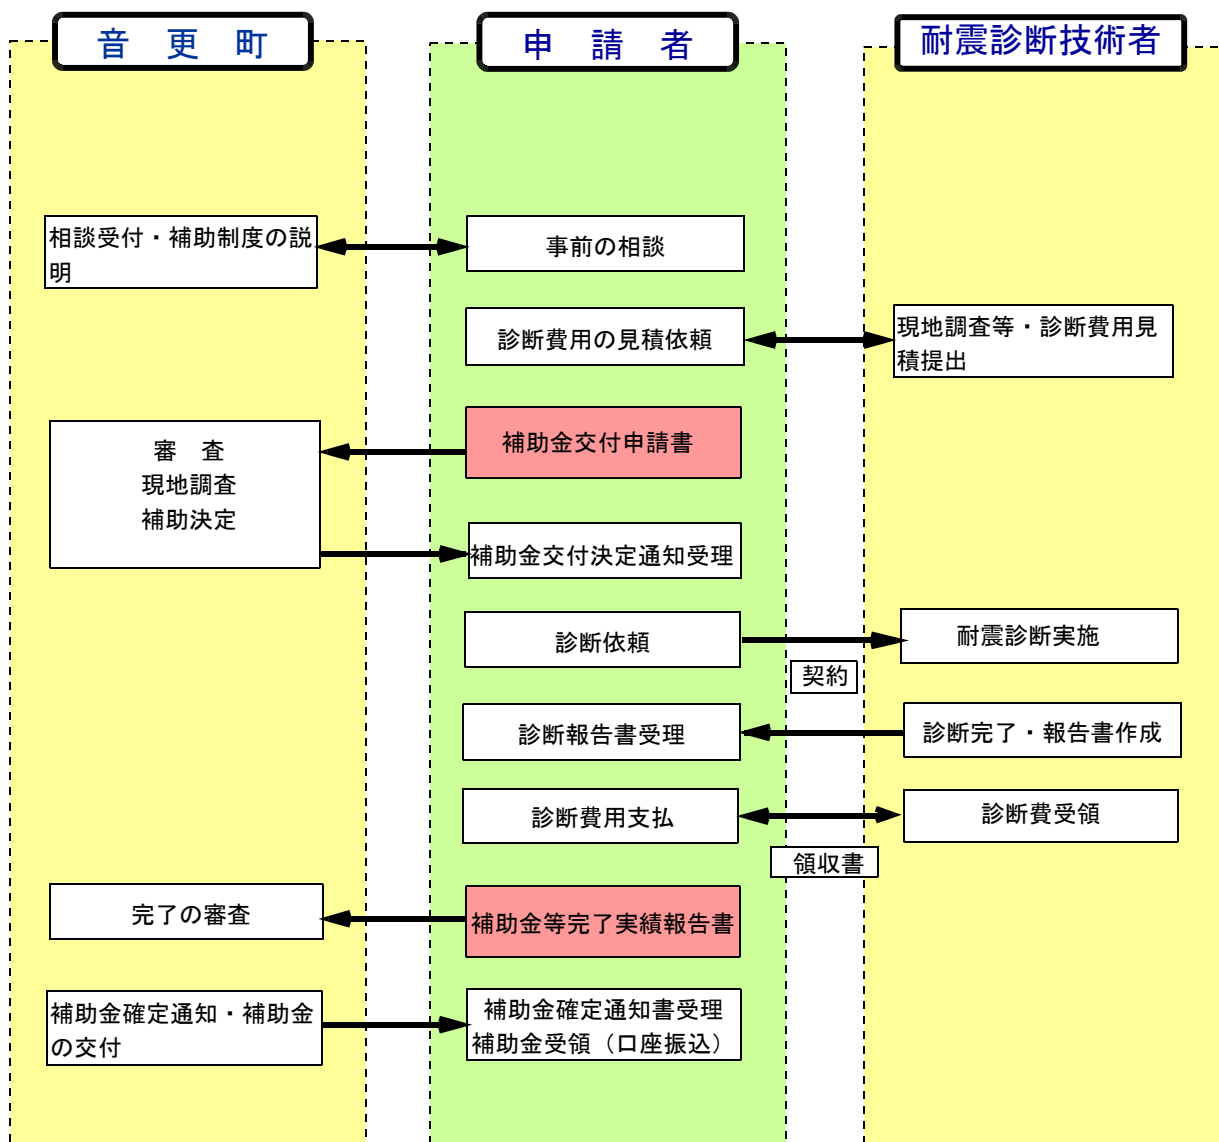 音　更　町
申　請　者
耐震診断技術者
相談受付・補助制度の説
明
事前の相談
診断費用の見積依頼
現地調査等・診断費用見
積提出
補助金交付申請書
審　査
現地調査
補助決定
補助金交付決定通知受理
診断依頼
耐震診断実施
契約
診断報告書受理
診断完了・報告書作成
診断費用支払
診断費受領
領収書
完了の審査
補助金等完了実績報告書
補助金確定通知・補助金
の交付
補助金確定通知書受理
補助金受領（口座振込）